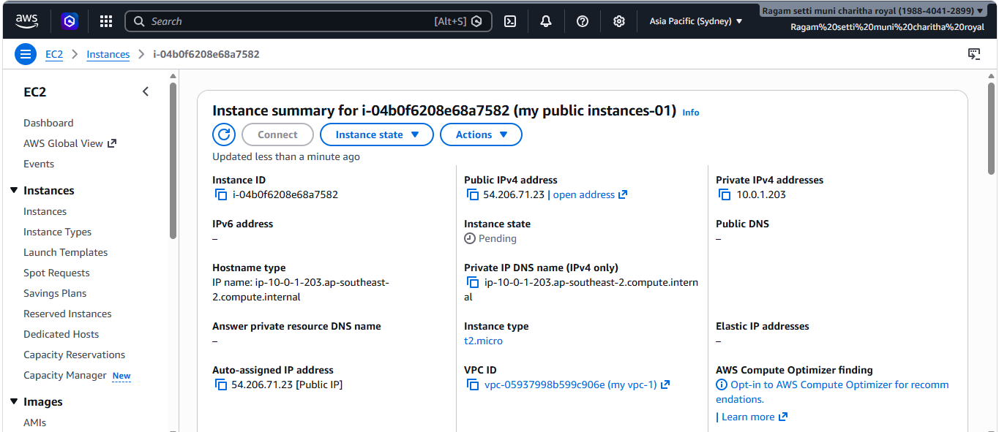 aws
Search
[Alt+S]
Asia Pacific (Sydney)
Ragam setti muni charitha royal (1988-4041-2899)
Ragam%20setti%20muni%20charitha%20royal
EC2
Instances
i-04b0f6208e68a7582
EC2
Dashboard
AWS Global View
Events
Instances
Instances
Instance Types
Launch Templates
Spot Requests
Savings Plans
Reserved Instances
Dedicated Hosts
Capacity Reservations
Capacity Manager New
Images
AMIs
Instance summary for i-04b0f6208e68a7582 (my public instances-01) Info
Connect
Instance state
Actions
Updated less than a minute ago
Instance ID
i-04b0f6208e68a7582
Public IPv4 address
54.206.71.23 | open address
Private IPv4 addresses
10.0.1.203
IPv6 address
–
Instance state
Pending
Public DNS
–
Hostname type
IP name: ip-10-0-1-203.ap-southeast-
2.compute.internal
Private IP DNS name (IPv4 only)
ip-10-0-1-203.ap-southeast-2.compute.intern
al
Answer private resource DNS name
–
Instance type
t2.micro
Elastic IP addresses
–
Auto-assigned IP address
54.206.71.23 [Public IP]
VPC ID
vpc-05937998b599c906e (my vpc-1)
AWS Compute Optimizer finding
Opt-in to AWS Compute Optimizer for recomm
endations.
| Learn more